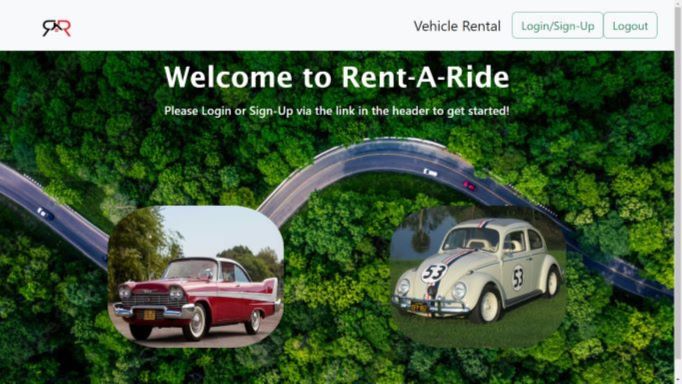 RR
Vehicle Rental
Login/Sign-Up
Logout
Welcome to Rent-A-Ride
Please Login or Sign-Up via the link in the header to get started!
53
53